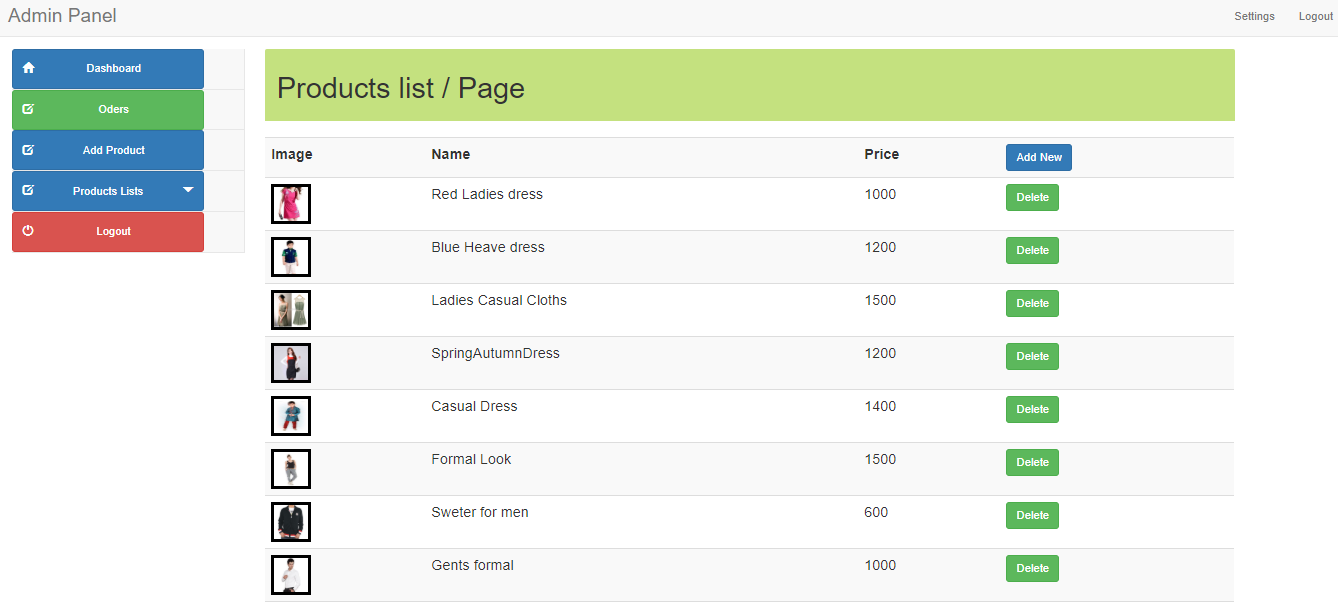 Admin Panel
Settings
Logout
Dashboard
Oders
Add Product
Products Lists
Logout
Products list / Page
Image Name Price Add New
Red Ladies dress 1000 Delete
Blue Heave dress 1200 Delete
Ladies Casual Cloths 1500 Delete
SpringAutumnDress 1200 Delete
Casual Dress 1400 Delete
Formal Look 1500 Delete
Sweter for men 600 Delete
Gents formal 1000 Delete